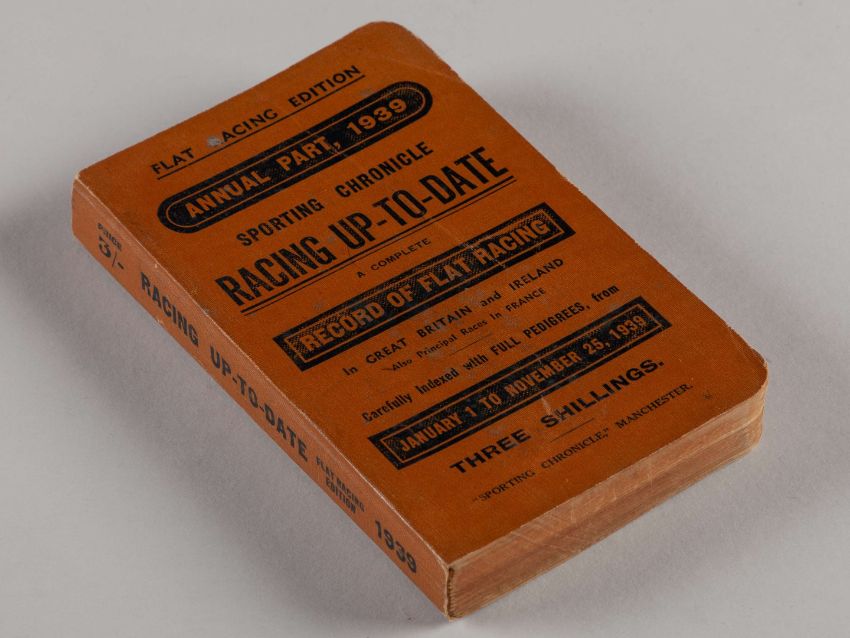 FLAT RACING EDITION
ANNUAL PART, 1939
SPORTING CHRONICLE
RACING UP-TO-DATE
A COMPLETE
RECORD OF FLAT RACING
In GREAT BRITAIN and IRELAND
Also Principal Races in FRANCE
Carefully Indexed with FULL PEDIGREES, from
JANUARY 1 TO NOVEMBER 25, 1939
THREE SHILLINGS.
"SPORTING CHRONICLE," MANCHESTER.
PRICE
3/-
RACING UP-TO-DATE
FLAT RACING
EDITION
1939